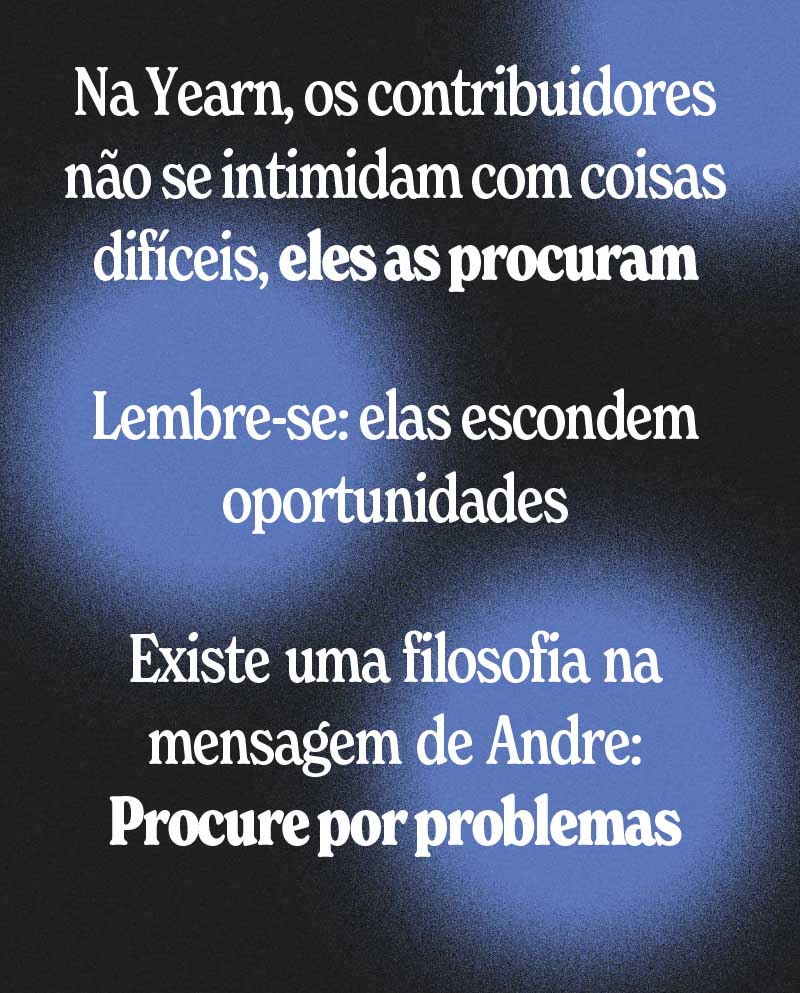 Na Yearn, os contribuidores
não se intimidam com coisas
difíceis, eles as procuram
Lembre-se: elas escondem
oportunidades
Existe uma filosofia na
mensagem de Andre:
Procure por problemas